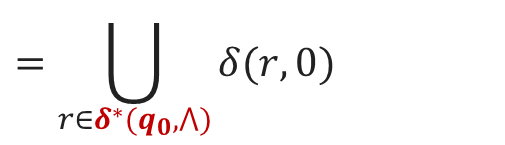 = ⋃ δ(r, 0)
r∈δ*(q₀,Λ)